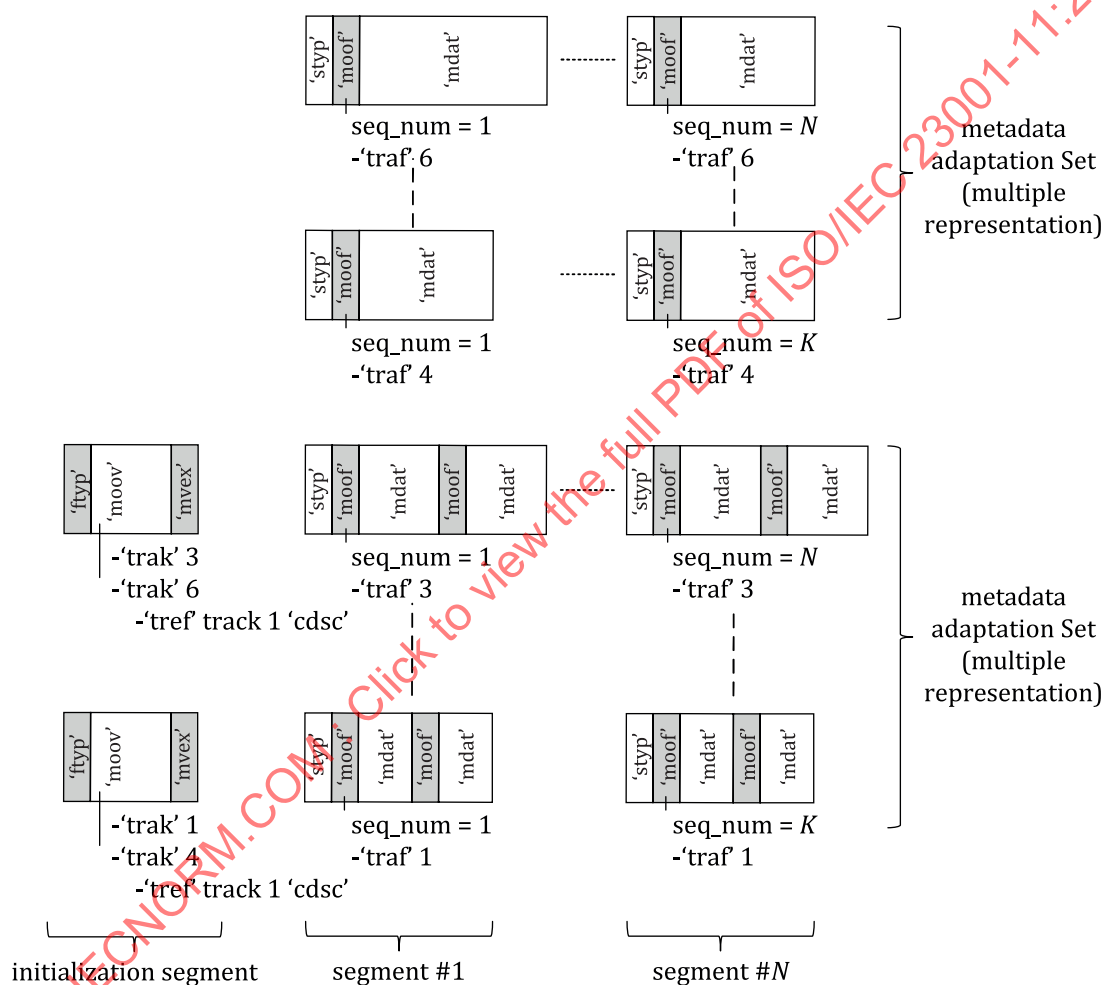 'styp' 'moof' 'mdat' 'styp' 'moof' 'mdat'
seq_num = 1 seq_num = N
-'traf' 6 -'traf' 6
metadata
adaptation Set
(multiple
representation)
'styp' 'moof' 'mdat' 'styp' 'moof' 'mdat'
seq_num = 1 seq_num = K
-'traf' 4 -'traf' 4
'ftyp' 'moov' 'mvex' 'styp' 'moof' 'mdat' 'moof' 'mdat' 'styp' 'moof' 'mdat' 'moof' 'mdat'
-'trak' 3 seq_num = 1 seq_num = N
-'trak' 6 -'traf' 3 -'traf' 3
-'tref' track 1 'cdsc'
metadata
adaptation Set
(multiple
representation)
'ftyp' 'moov' 'mvex' 'styp' 'moof' 'mdat' 'moof' 'mdat' 'styp' 'moof' 'mdat' 'moof' 'mdat'
-'trak' 1 seq_num = 1 seq_num = K
-'trak' 4 -'traf' 1 -'traf' 1
-'tref' track 1 'cdsc'
initialization segment segment #1 segment #N
IECNORM.COM : Click to view the full PDF of ISO/IEC 23001-11:2